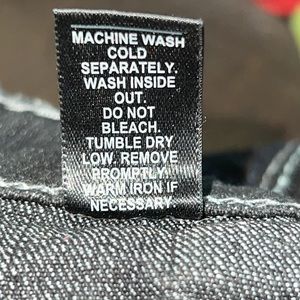 MACHINE WASH
COLD
SEPARATELY.
WASH INSIDE
OUT.
DO NOT
BLEACH.
TUMBLE DRY
LOW. REMOVE
PROMPTLY.
WARM IRON IF
NECESSARY